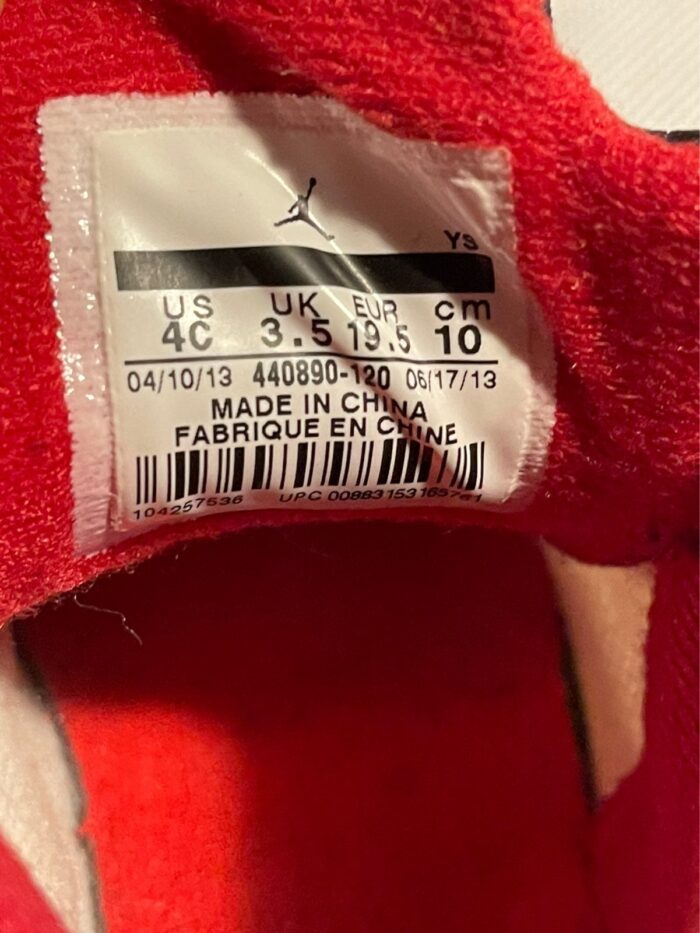 YS
US UK EUR cm
4C 3.5 19.5 10
04/10/13 440890-120 06/17/13
MADE IN CHINA
FABRIQUE EN CHINE
104257536 UPC 00883153165761